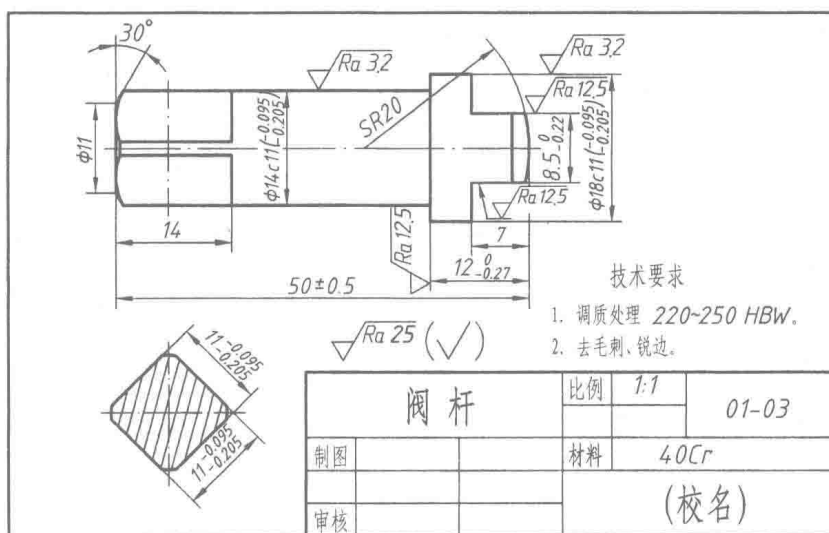 30°
Ra 3.2
Ra 3.2
Ra 12.5
SR20
φ11
φ14c11(-0.095 -0.205)
8.5 0 -0.22
φ18c11(-0.095 -0.205)
Ra 12.5
14
Ra 12.5
7
12 0 -0.27
50±0.5
技术要求
1. 调质处理 220~250 HBW。
2. 去毛刺、锐边。
Ra 25 (√)
11 -0.095 -0.205
11 -0.095 -0.205
阀杆
比例 1:1
01-03
制图
材料 40Cr
审核
(校名)